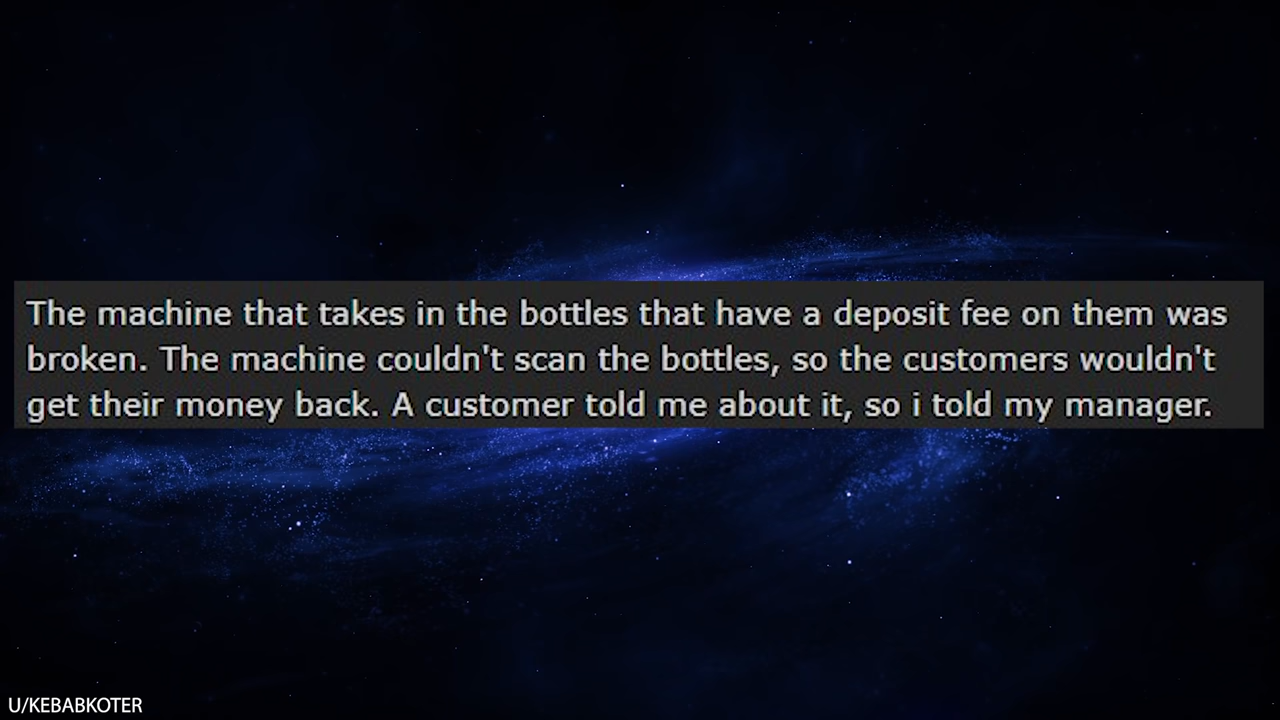 The machine that takes in the bottles that have a deposit fee on them was
broken. The machine couldn't scan the bottles, so the customers wouldn't
get their money back. A customer told me about it, so i told my manager.
U/KEBABKOTER